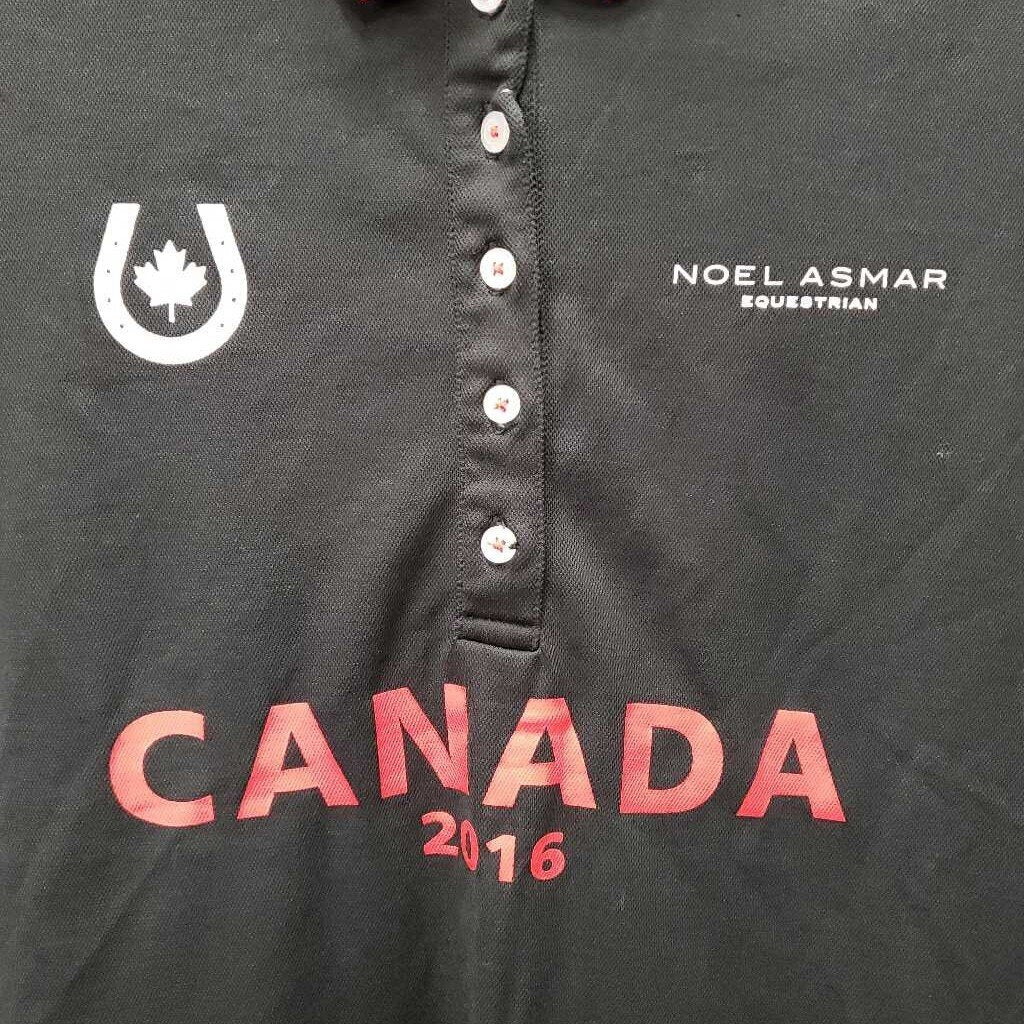 NOEL ASMAR
EQUESTRIAN
CANADA
2016